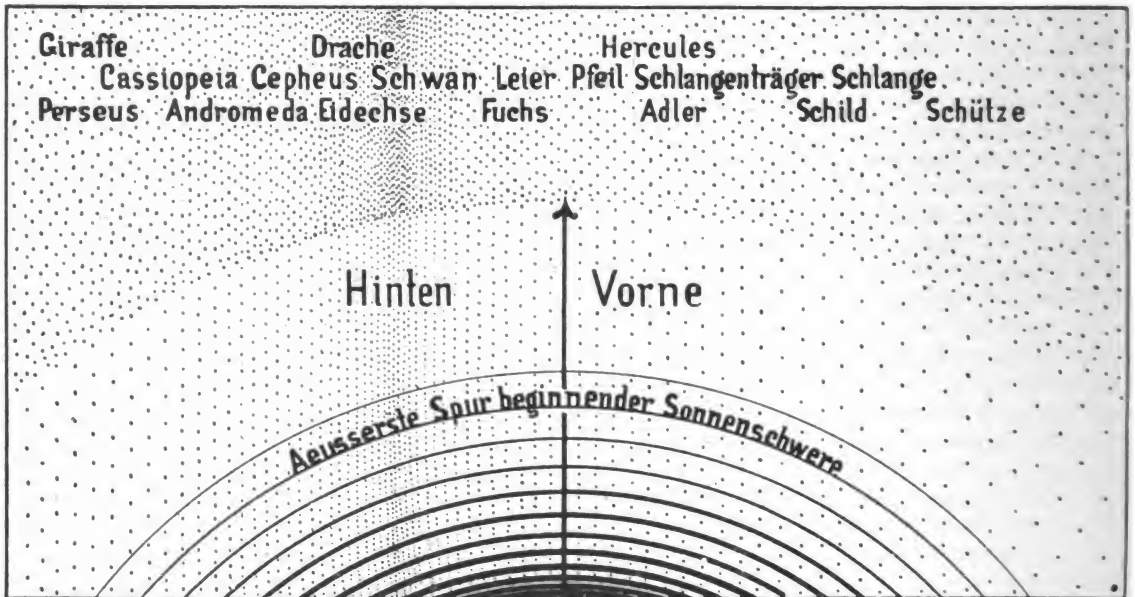 Giraffe Drache Hercules
Cassiopeia Cepheus Schwan Leier Pfeil Schlangenträger Schlange
Perseus Andromeda Eidechse Fuchs Adler Schild Schütze
Hinten Vorne
Aeusserste Spur beginnender Sonnenschwere